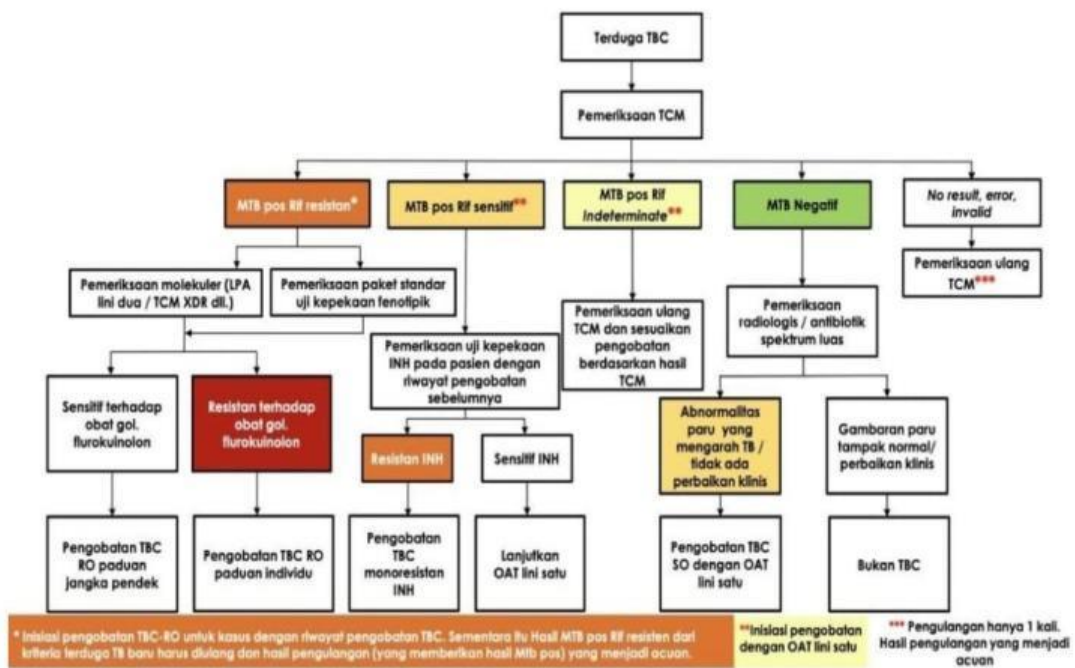 Terduga TBC
Pemeriksaan TCM
MTB pos Rif resistan*
MTB pos Rif sensitif**
MTB pos Rif
Indeterminate**
MTB Negatif
No result, error,
invalid
Pemeriksaan molekuler (LPA
lini dua / TCM XDR dll.)
Pemeriksaan paket standar
uji kepekaan fenotipik
Pemeriksaan uji kepekaan
INH pada pasien dengan
riwayat pengobatan
sebelumnya
Pemeriksaan ulang
TCM dan sesuaikan
pengobatan
berdasarkan hasil
TCM
Pemeriksaan
radiologis / antibiotik
spektrum luas
Pemeriksaan ulang
TCM***
Sensitif terhadap
obat gol.
flurokuinolon
Resistan terhadap
obat gol.
flurokuinolon
Resistan INH
Sensitif INH
Abnormalitas
paru yang
mengarah TB /
tidak ada
perbaikan klinis
Gambaran paru
tampak normal/
perbaikan klinis
Pengobatan TBC
RO paduan
jangka pendek
Pengobatan TBC RO
paduan individu
Pengobatan
TBC
monoresistan
INH
Lanjutkan
OAT lini satu
Pengobatan TBC
SO dengan OAT
lini satu
Bukan TBC
* Inisiasi pengobatan TBC-RO untuk kasus dengan riwayat pengobatan TBC. Sementara itu Hasil MTB pos Rif resisten dari
kriteria terduga TB baru harus diulang dan hasil pengulangan (yang memberikan hasil Mtb pos) yang menjadi acuan.
**Inisiasi pengobatan
dengan OAT lini satu
*** Pengulangan hanya 1 kali.
Hasil pengulangan yang menjadi
acuan